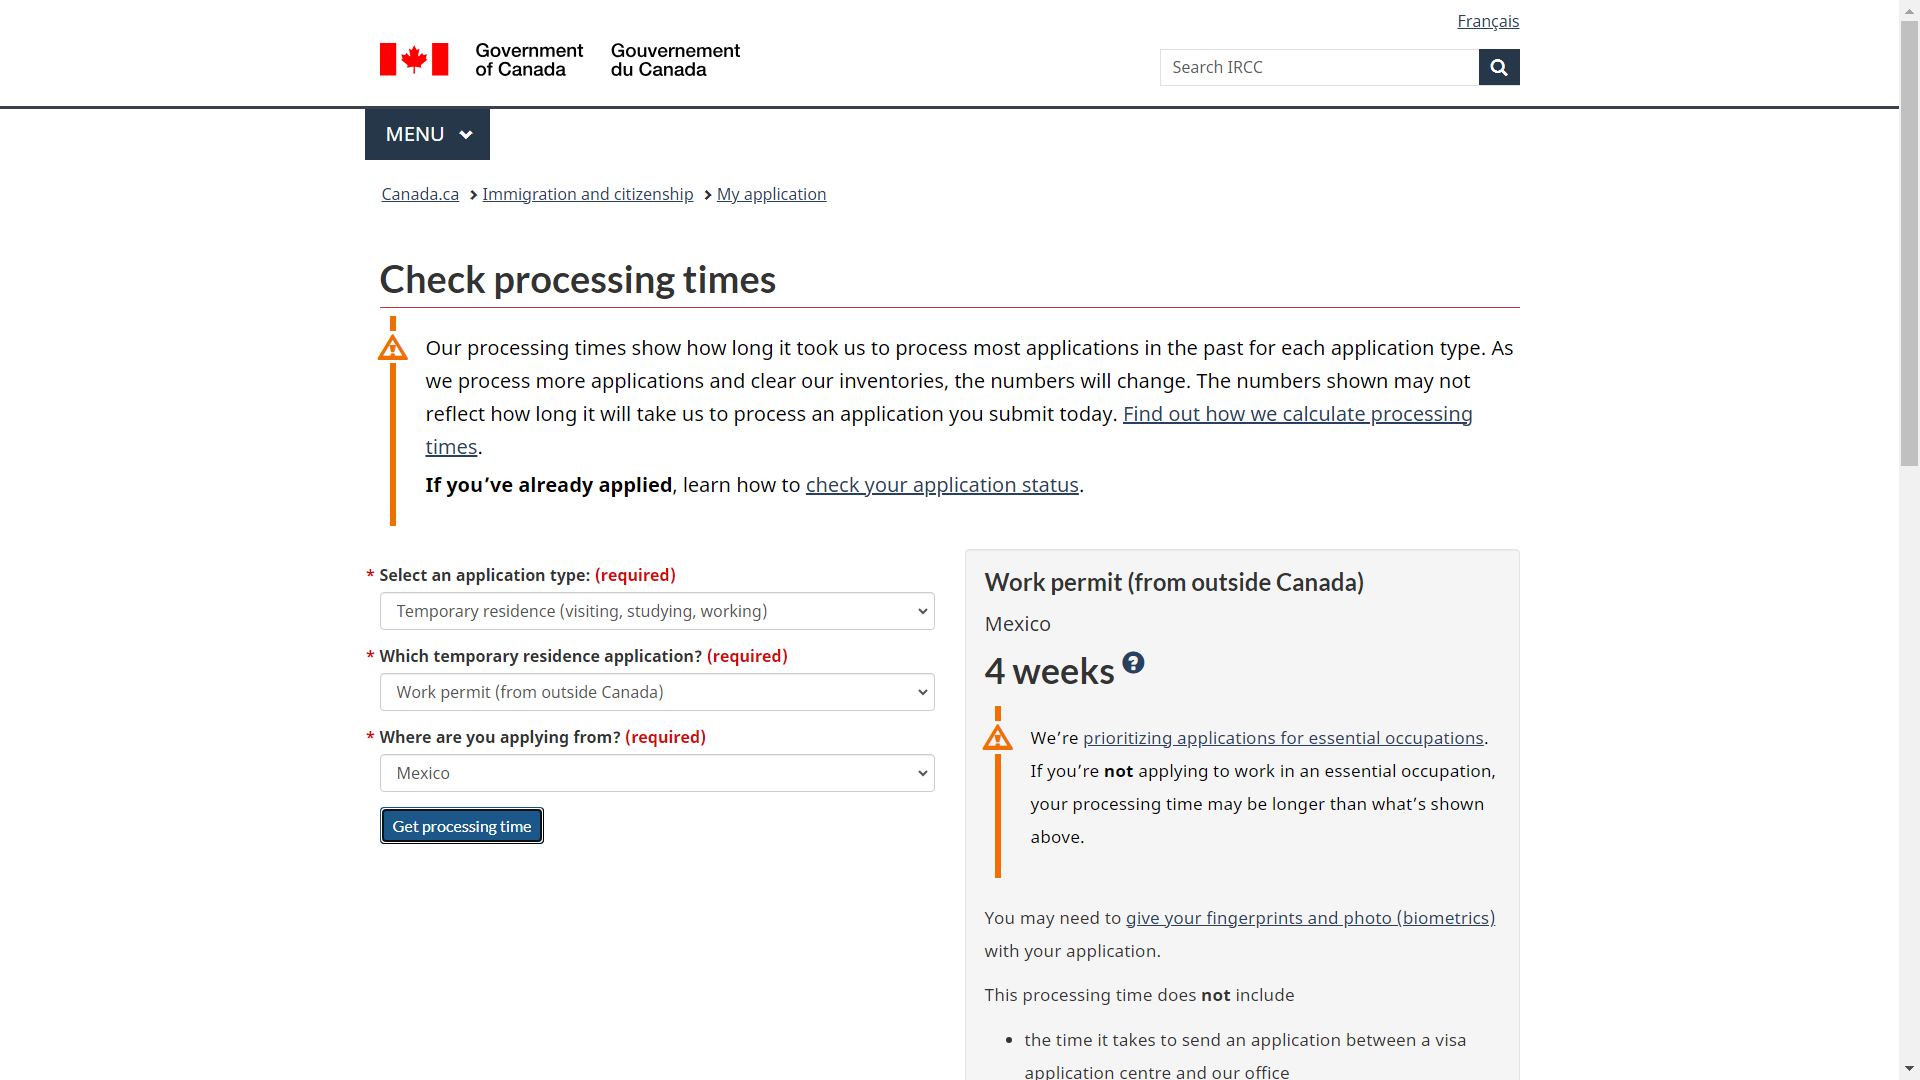 Français
Government of Canada
Gouvernement du Canada
Search IRCC
MENU
Canada.ca
Immigration and citizenship
My application
Check processing times
Our processing times show how long it took us to process most applications in the past for each application type. As
we process more applications and clear our inventories, the numbers will change. The numbers shown may not
reflect how long it will take us to process an application you submit today. Find out how we calculate processing
times.
If you’ve already applied, learn how to check your application status.
* Select an application type: (required)
Temporary residence (visiting, studying, working)
* Which temporary residence application? (required)
Work permit (from outside Canada)
* Where are you applying from? (required)
Mexico
Get processing time
Work permit (from outside Canada)
Mexico
4 weeks ?
We’re prioritizing applications for essential occupations.
If you’re not applying to work in an essential occupation,
your processing time may be longer than what’s shown
above.
You may need to give your fingerprints and photo (biometrics)
with your application.
This processing time does not include
• the time it takes to send an application between a visa
application centre and our office